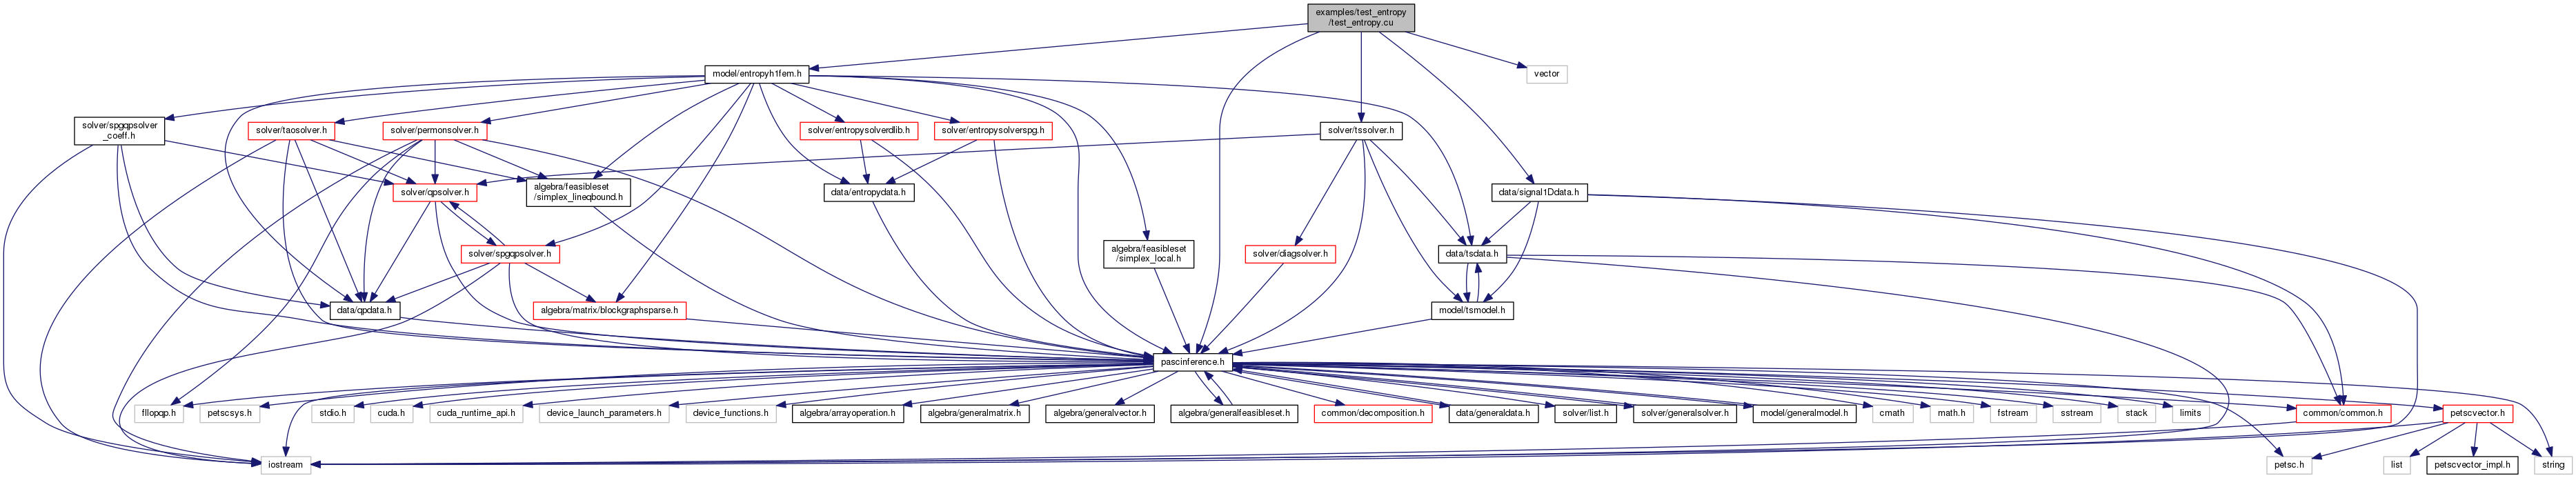 examples/test_entropy
/test_entropy.cu
model/entropyh1fem.h
vector
solver/spgqpsolver
_coeff.h
solver/taosolver.h
solver/permonsolver.h
solver/entropysolverdlib.h
solver/entropysolverspg.h
solver/tssolver.h
solver/qpsolver.h
algebra/feasibleset
/simplex_lineqbound.h
data/entropydata.h
data/signal1Ddata.h
solver/spgqpsolver.h
algebra/feasibleset
/simplex_local.h
solver/diagsolver.h
data/tsdata.h
data/qpdata.h
algebra/matrix/blockgraphsparse.h
model/tsmodel.h
pascinference.h
fllopqp.h
petscsys.h
stdio.h
cuda.h
cuda_runtime_api.h
device_launch_parameters.h
device_functions.h
algebra/arrayoperation.h
algebra/generalmatrix.h
algebra/generalvector.h
algebra/generalfeasibleset.h
common/decomposition.h
data/generaldata.h
solver/list.h
solver/generalsolver.h
model/generalmodel.h
cmath
math.h
fstream
sstream
stack
limits
common/common.h
petscvector.h
iostream
petsc.h
list
petscvector_impl.h
string